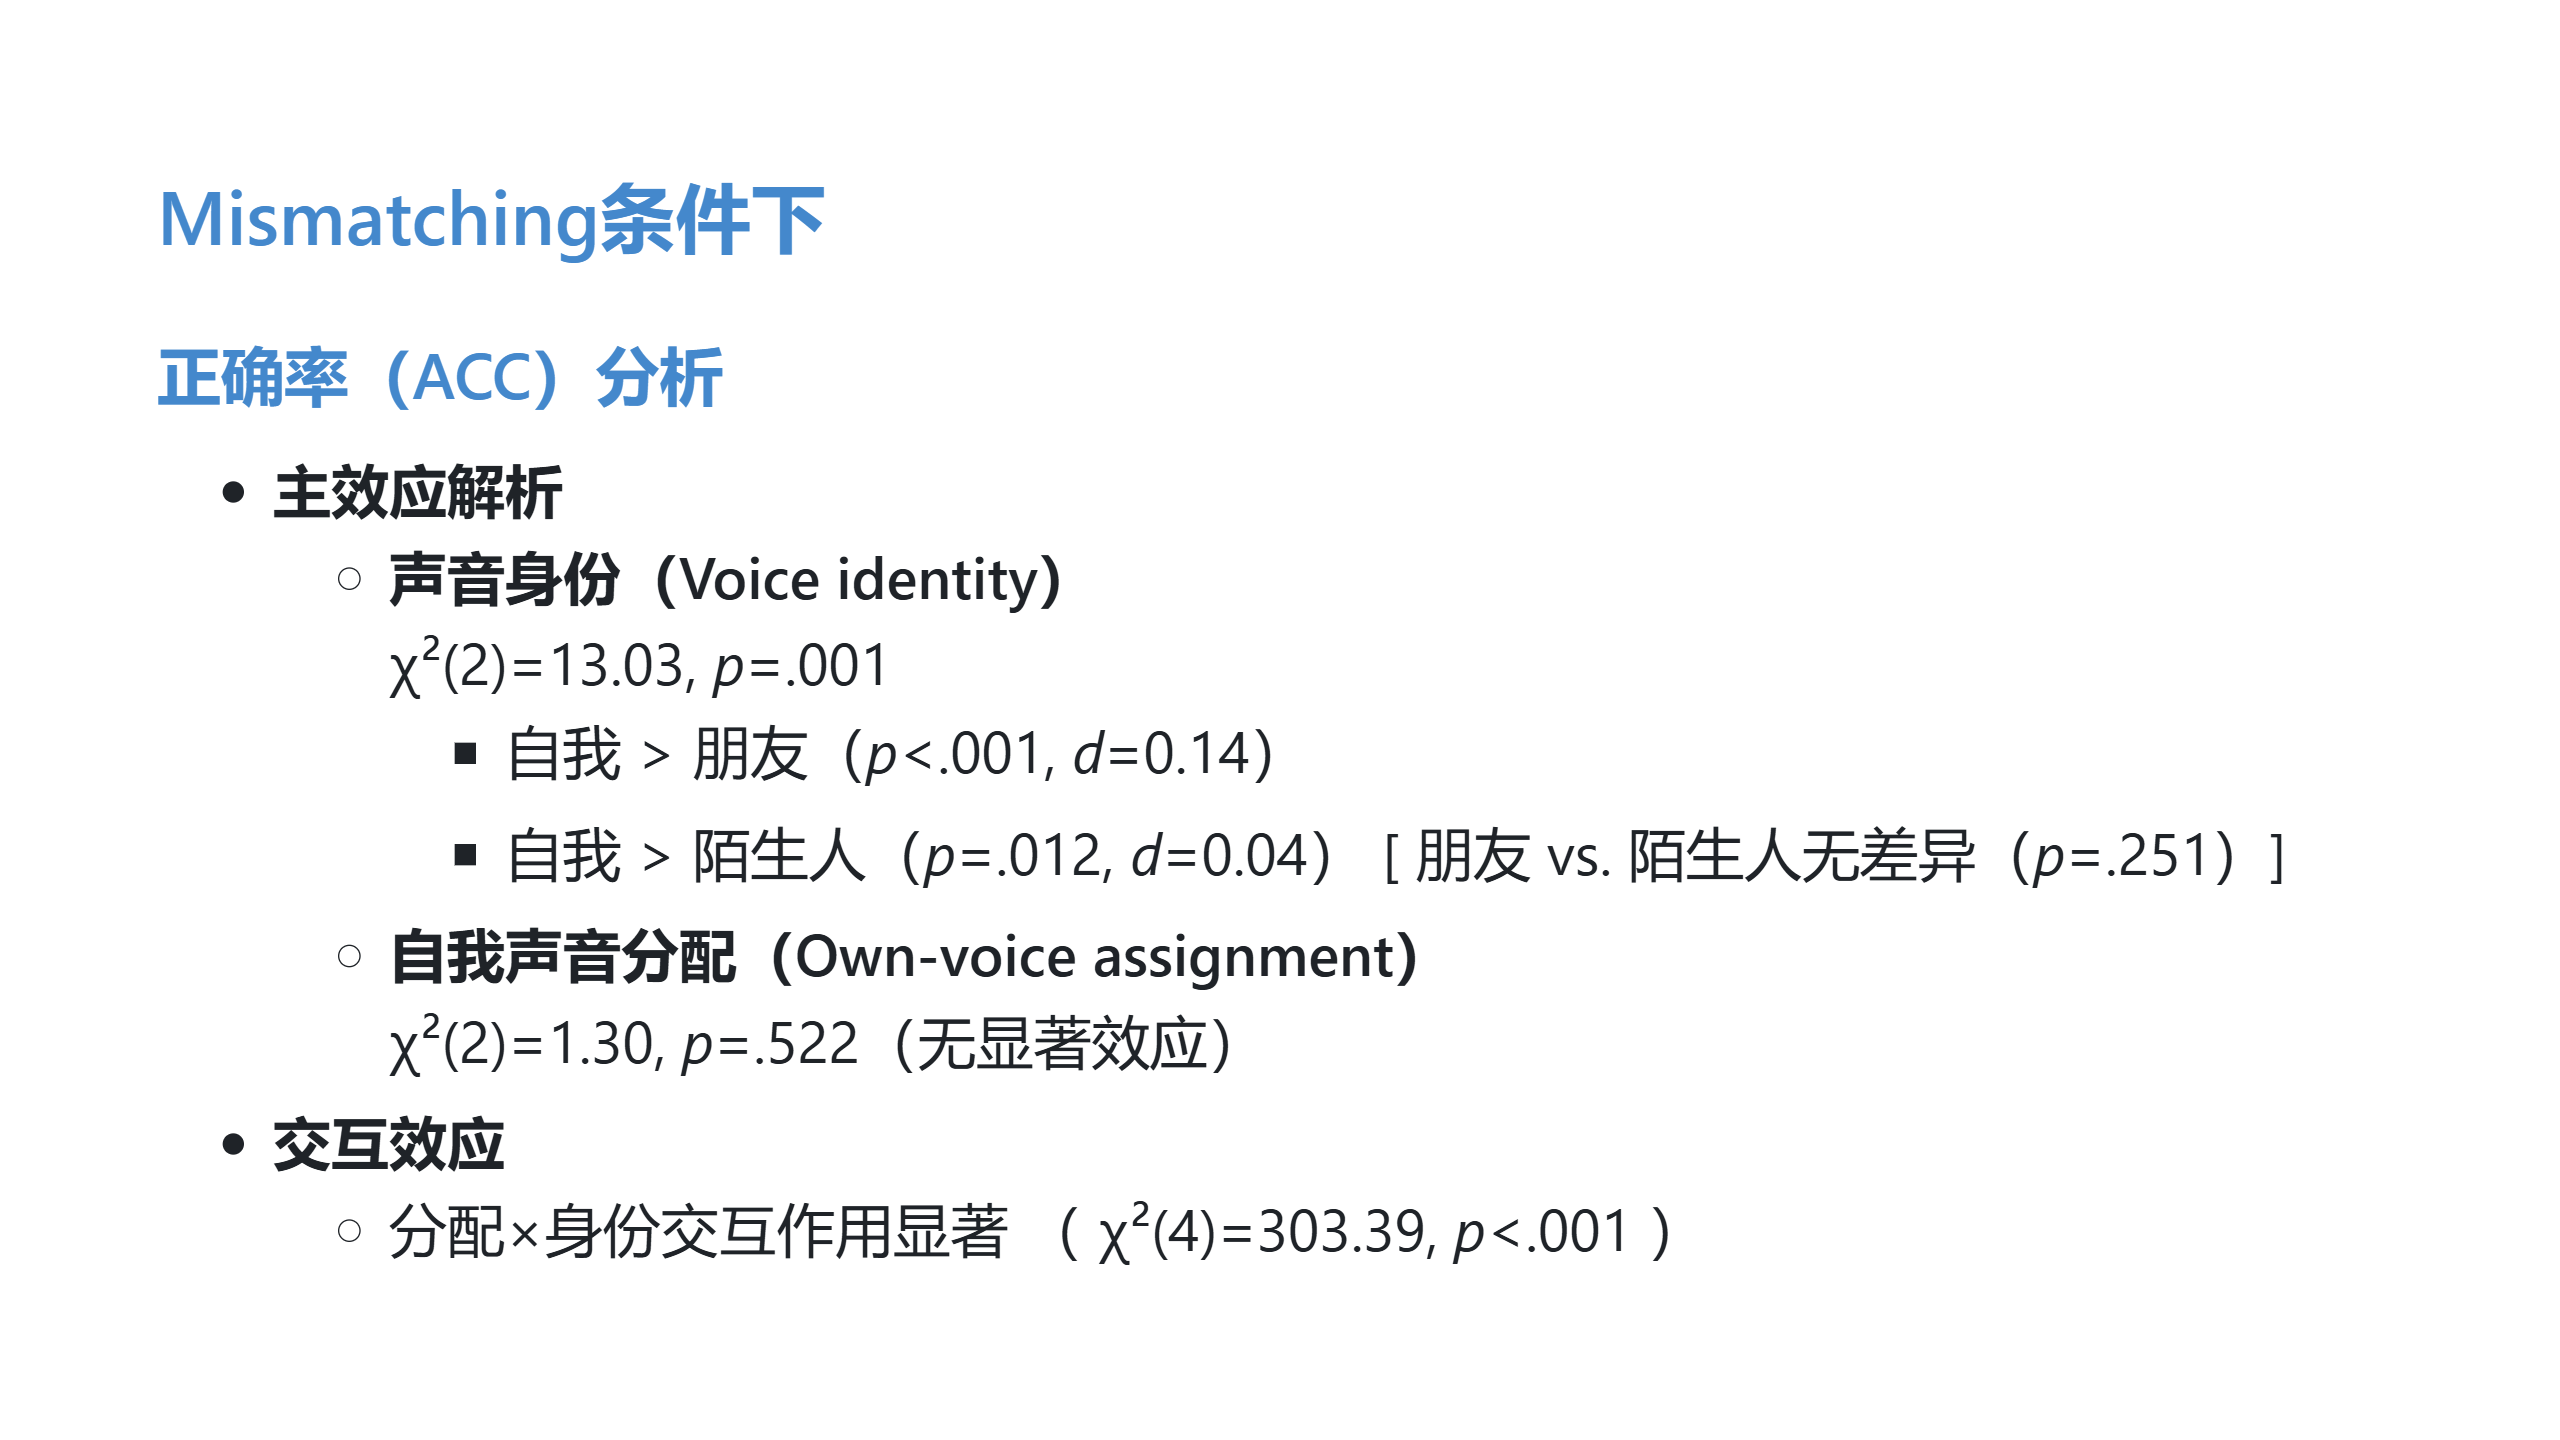 Mismatching条件下
正确率（ACC）分析
• 主效应解析
○ 声音身份（Voice identity）
χ²(2)=13.03, p=.001
▪ 自我 > 朋友（p<.001, d=0.14）
▪ 自我 > 陌生人（p=.012, d=0.04） [ 朋友 vs. 陌生人无差异（p=.251）]
○ 自我声音分配（Own-voice assignment）
χ²(2)=1.30, p=.522（无显著效应）
• 交互效应
○ 分配×身份交互作用显著 （ χ²(4)=303.39, p<.001 ）